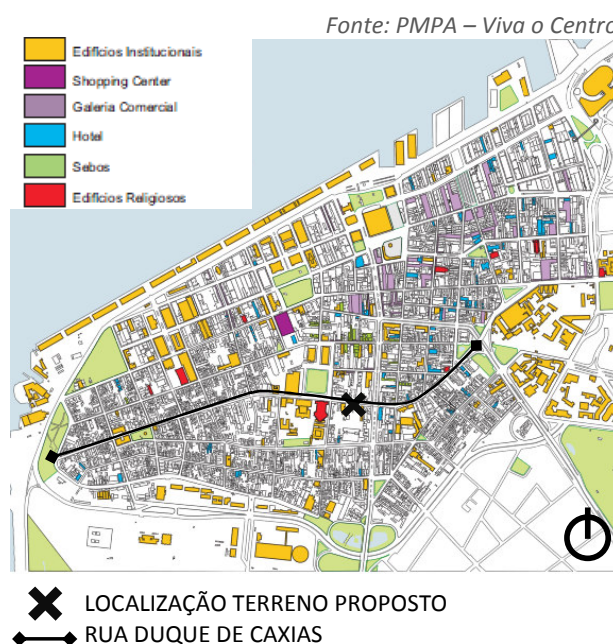 Fonte: PMPA – Viva o Centro
Edifícios Institucionais
Shopping Center
Galeria Comercial
Hotel
Sebos
Edifícios Religiosos
LOCALIZAÇÃO TERRENO PROPOSTO
RUA DUQUE DE CAXIAS